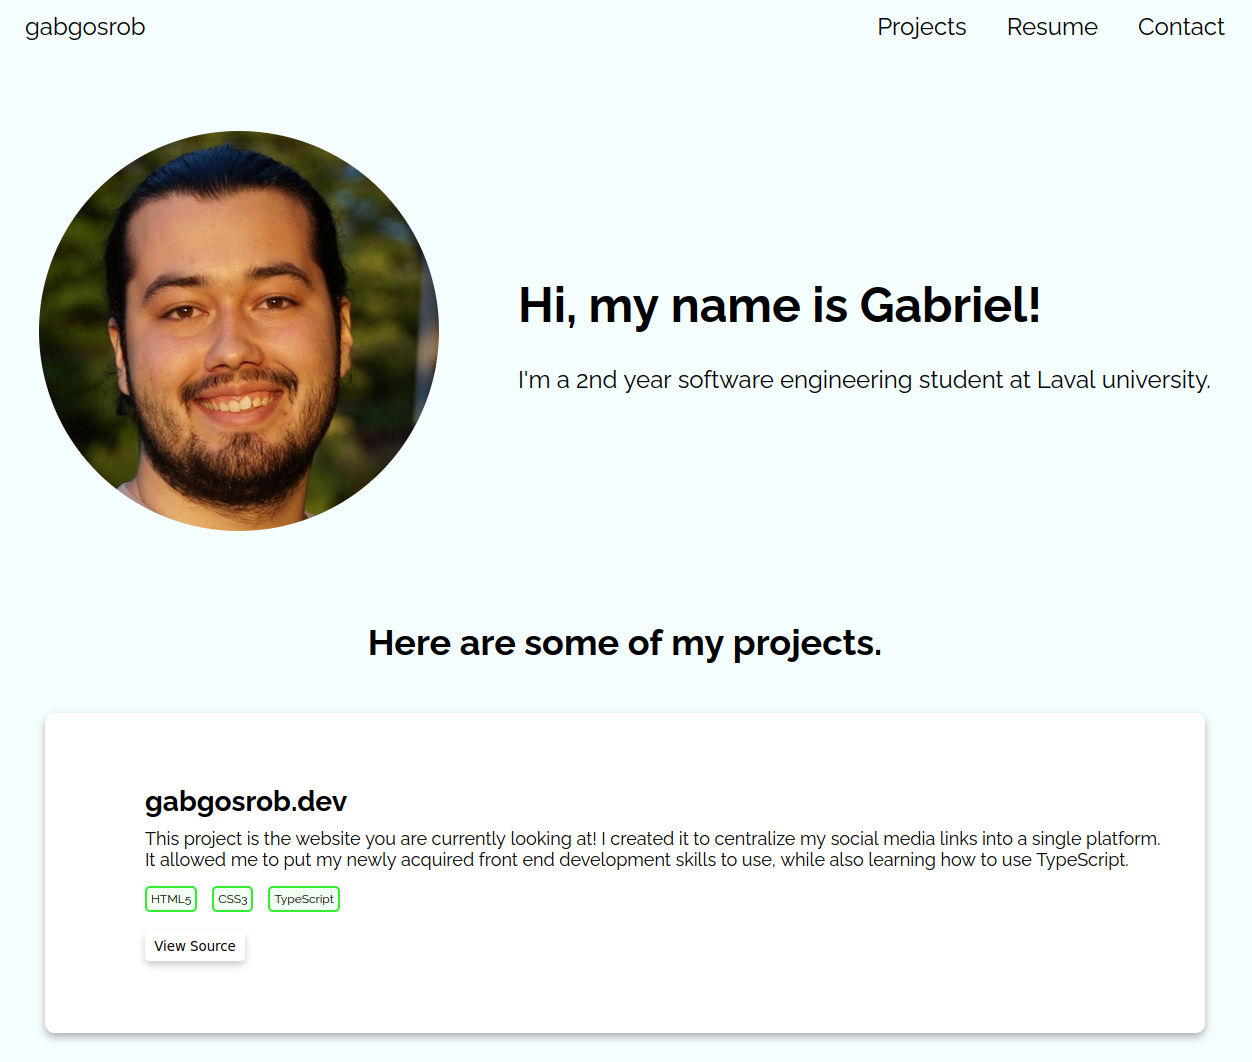 gabgosrob
Projects
Resume
Contact
Hi, my name is Gabriel!
I'm a 2nd year software engineering student at Laval university.
Here are some of my projects.
gabgosrob.dev
This project is the website you are currently looking at! I created it to centralize my social media links into a single platform.
It allowed me to put my newly acquired front end development skills to use, while also learning how to use TypeScript.
HTML5
CSS3
TypeScript
View Source